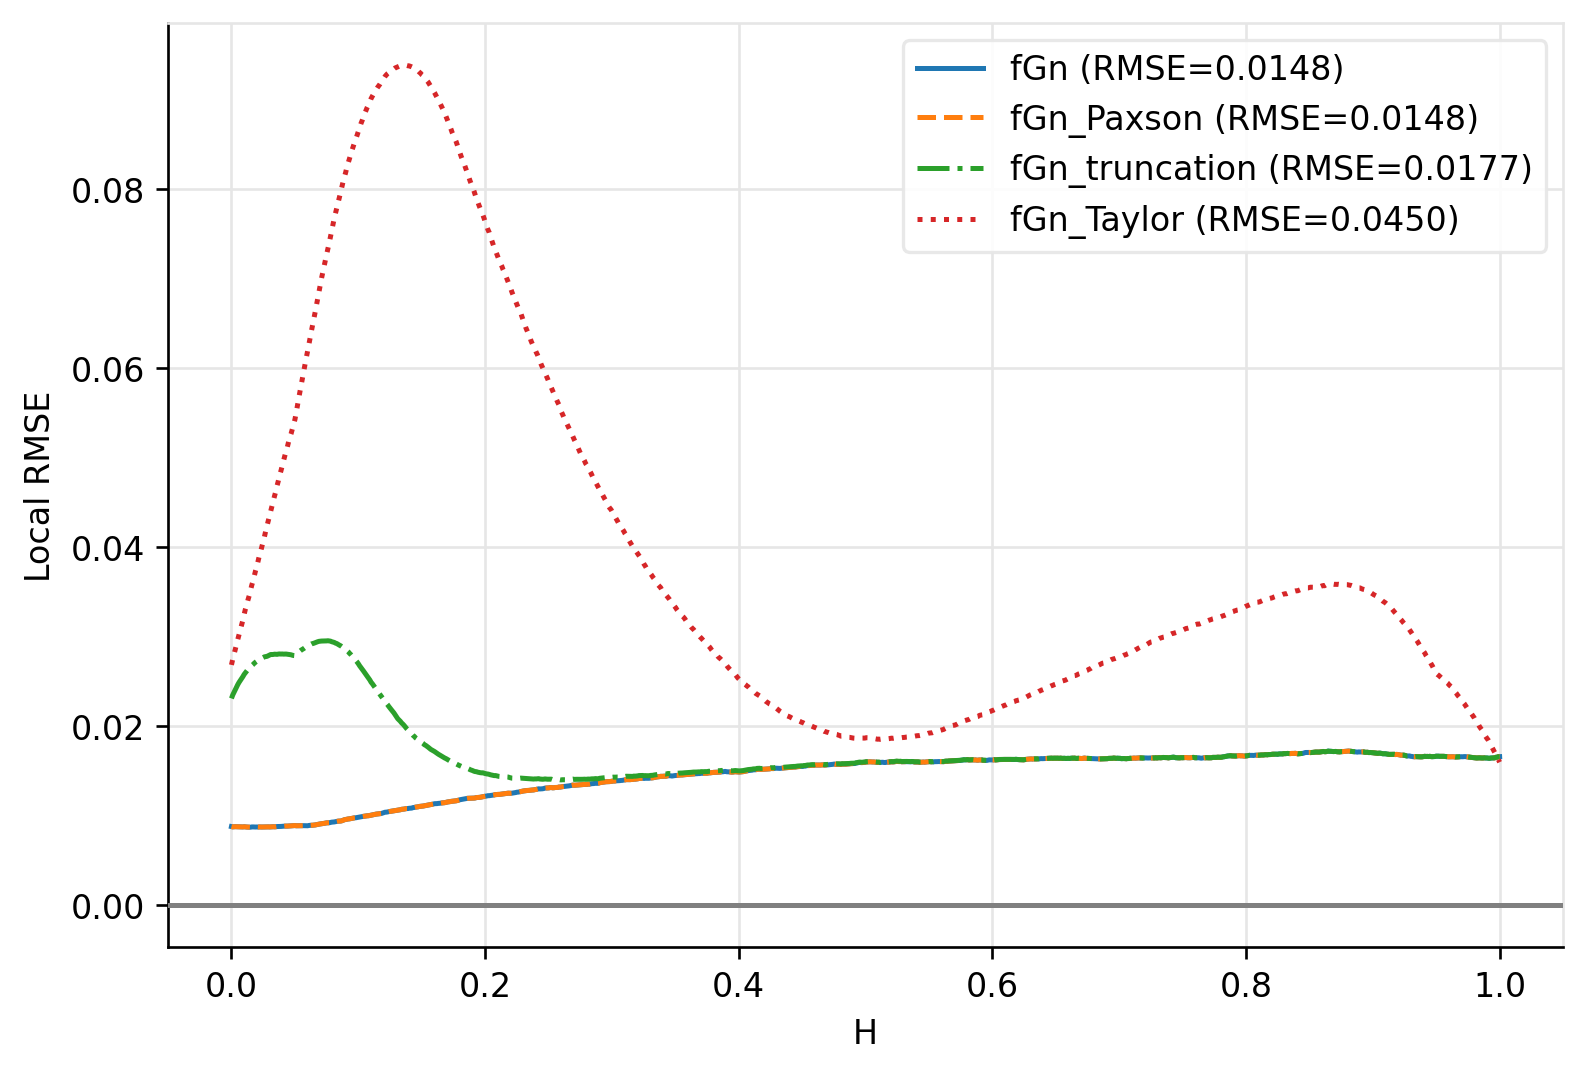 fGn (RMSE=0.0148)
fGn_Paxson (RMSE=0.0148)
fGn_truncation (RMSE=0.0177)
fGn_Taylor (RMSE=0.0450)
Local RMSE
0.08
0.06
0.04
0.02
0.00
0.0 0.2 0.4 0.6 0.8 1.0
H